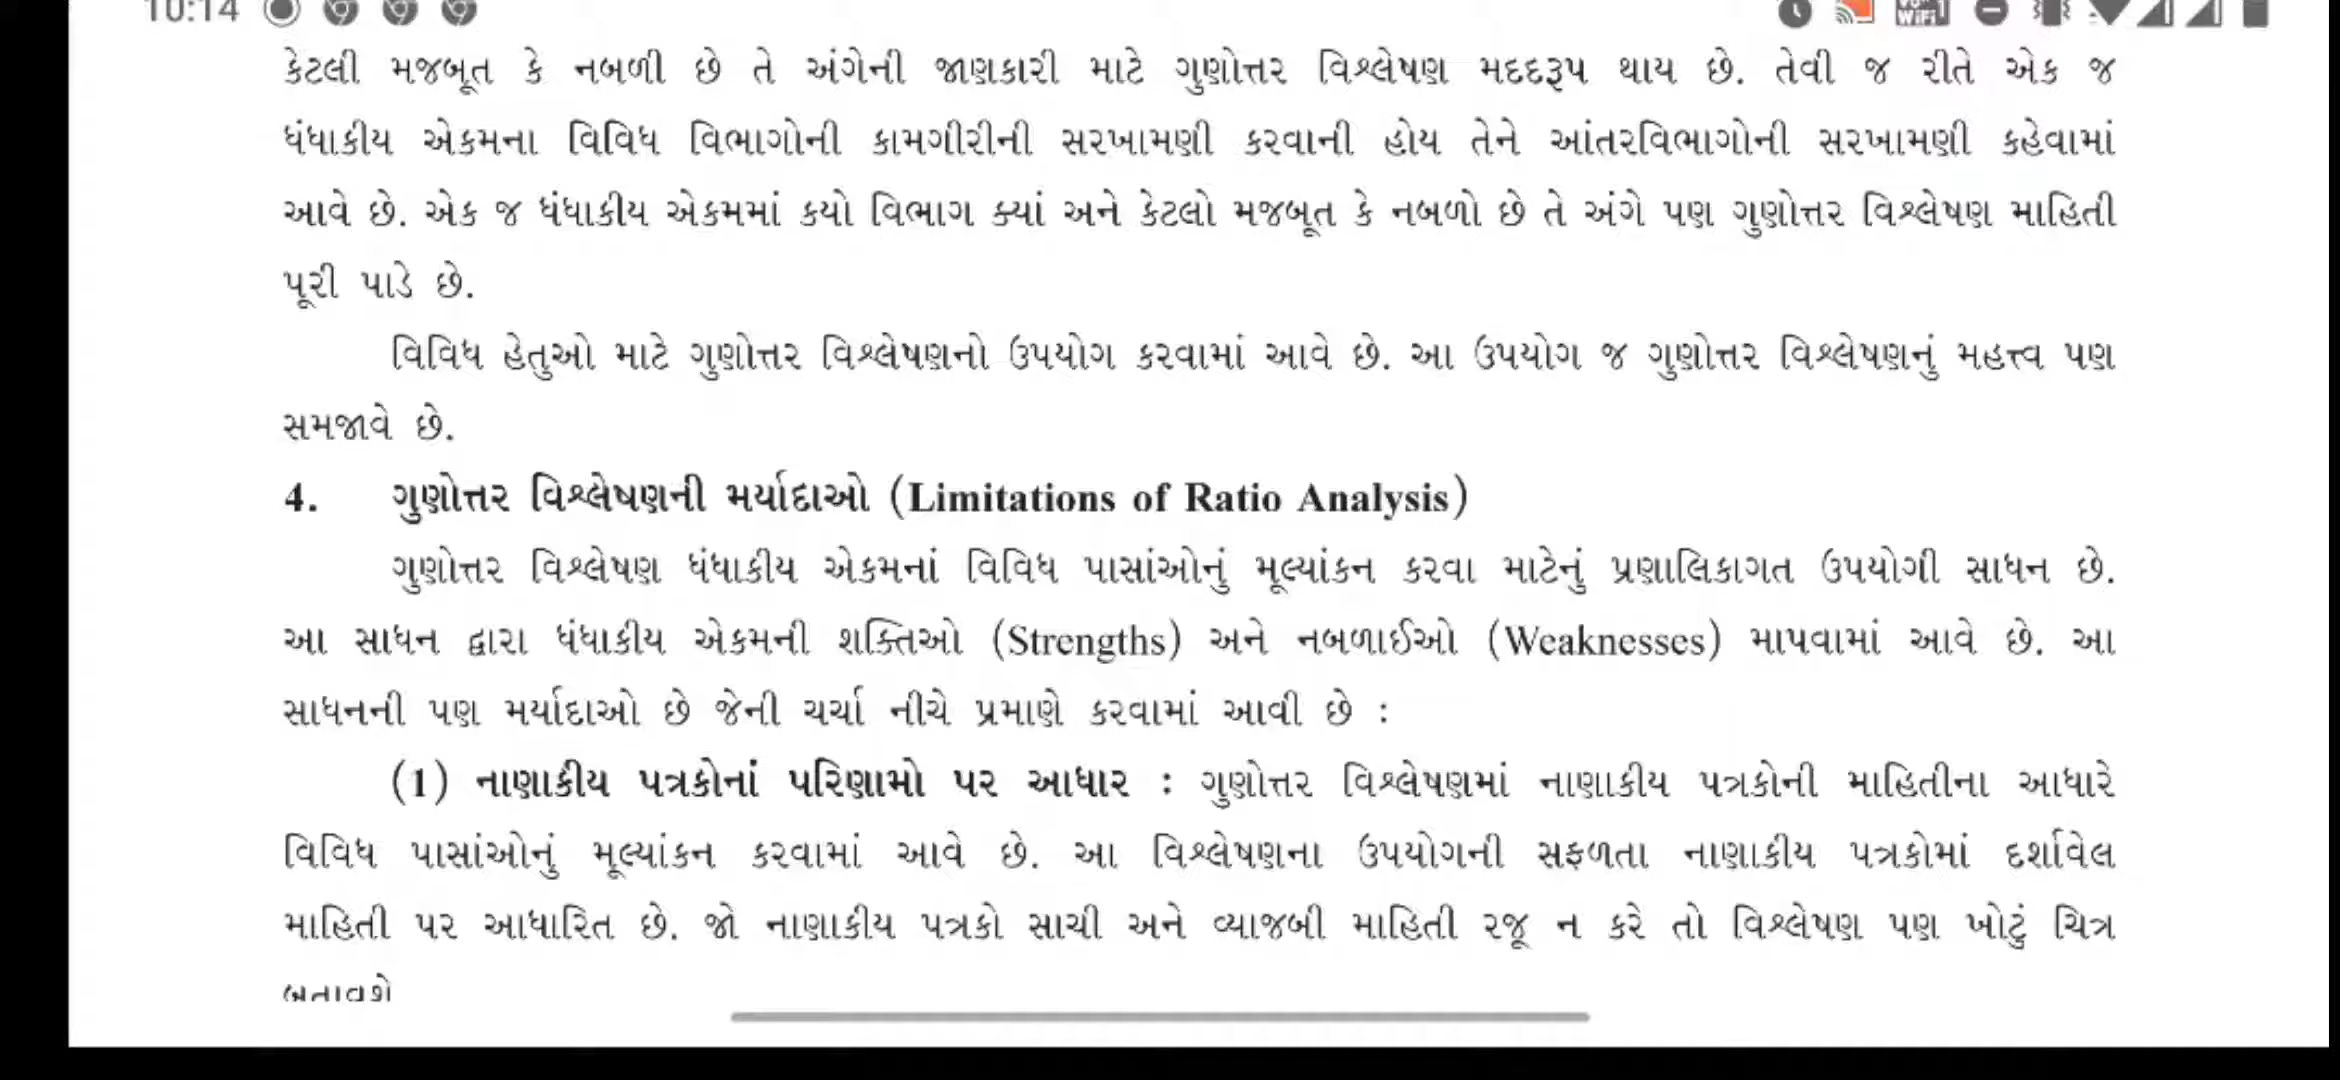 10:14
કેટલી મજબૂત કે નબળી છે તે અંગેની જાણકારી માટે ગુણોત્તર વિશ્લેષણ મદદરૂપ થાય છે. તેવી જ રીતે એક જ
ધંધાકીય એકમના વિવિધ વિભાગોની કામગીરીની સરખામણી કરવાની હોય તેને આંતરવિભાગોની સરખામણી કહેવામાં
આવે છે. એક જ ધંધાકીય એકમમાં કયો વિભાગ ક્યાં અને કેટલો મજબૂત કે નબળો છે તે અંગે પણ ગુણોત્તર વિશ્લેષણ માહિતી
પૂરી પાડે છે.
વિવિધ હેતુઓ માટે ગુણોત્તર વિશ્લેષણનો ઉપયોગ કરવામાં આવે છે. આ ઉપયોગ જ ગુણોત્તર વિશ્લેષણનું મહત્ત્વ પણ
સમજાવે છે.
4. ગુણોત્તર વિશ્લેષણની મર્યાદાઓ (Limitations of Ratio Analysis)
ગુણોત્તર વિશ્લેષણ ધંધાકીય એકમનાં વિવિધ પાસાંઓનું મૂલ્યાંકન કરવા માટેનું પ્રણાલિકાગત ઉપયોગી સાધન છે.
આ સાધન દ્વારા ધંધાકીય એકમની શક્તિઓ (Strengths) અને નબળાઈઓ (Weaknesses) માપવામાં આવે છે. આ
સાધનની પણ મર્યાદાઓ છે જેની ચર્ચા નીચે પ્રમાણે કરવામાં આવી છે :
(1) નાણાકીય પત્રકોનાં પરિણામો પર આધાર : ગુણોત્તર વિશ્લેષણમાં નાણાકીય પત્રકોની માહિતીના આધારે
વિવિધ પાસાંઓનું મૂલ્યાંકન કરવામાં આવે છે. આ વિશ્લેષણના ઉપયોગની સફળતા નાણાકીય પત્રકોમાં દર્શાવેલ
માહિતી પર આધારિત છે. જો નાણાકીય પત્રકો સાચી અને વ્યાજબી માહિતી રજૂ ન કરે તો વિશ્લેષણ પણ ખોટું ચિત્ર
બતાવશે